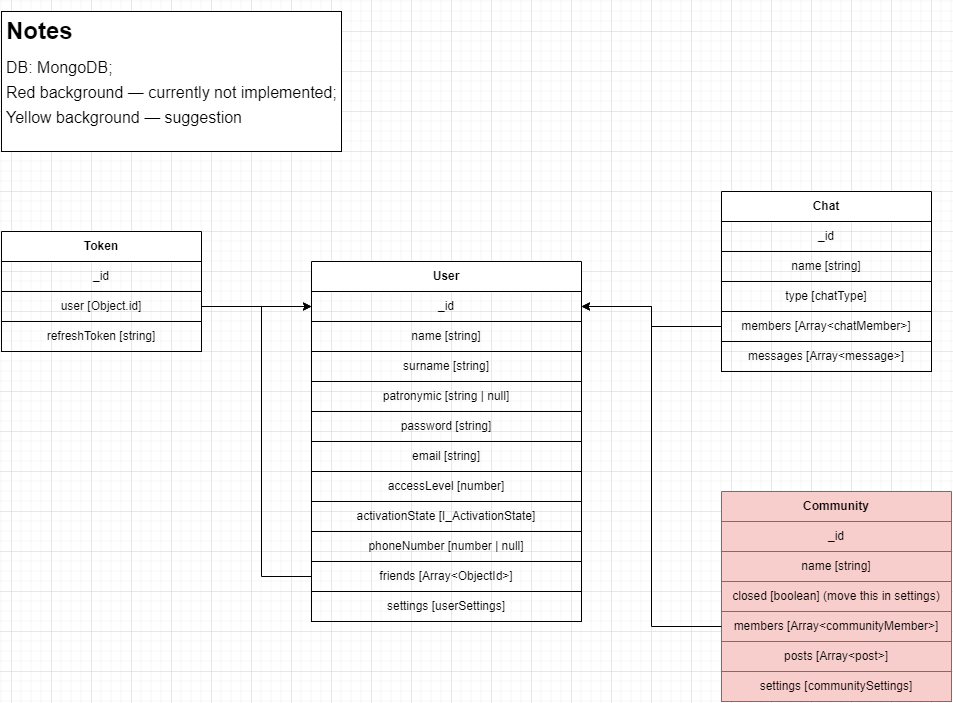 Notes
DB: MongoDB;
Red background — currently not implemented;
Yellow background — suggestion
Token
_id
user [Object.id]
refreshToken [string]
User
_id
name [string]
surname [string]
patronymic [string | null]
password [string]
email [string]
accessLevel [number]
activationState [I_ActivationState]
phoneNumber [number | null]
friends [Array<ObjectId>]
settings [userSettings]
Chat
_id
name [string]
type [chatType]
members [Array<chatMember>]
messages [Array<message>]
Community
_id
name [string]
closed [boolean] (move this in settings)
members [Array<communityMember>]
posts [Array<post>]
settings [communitySettings]